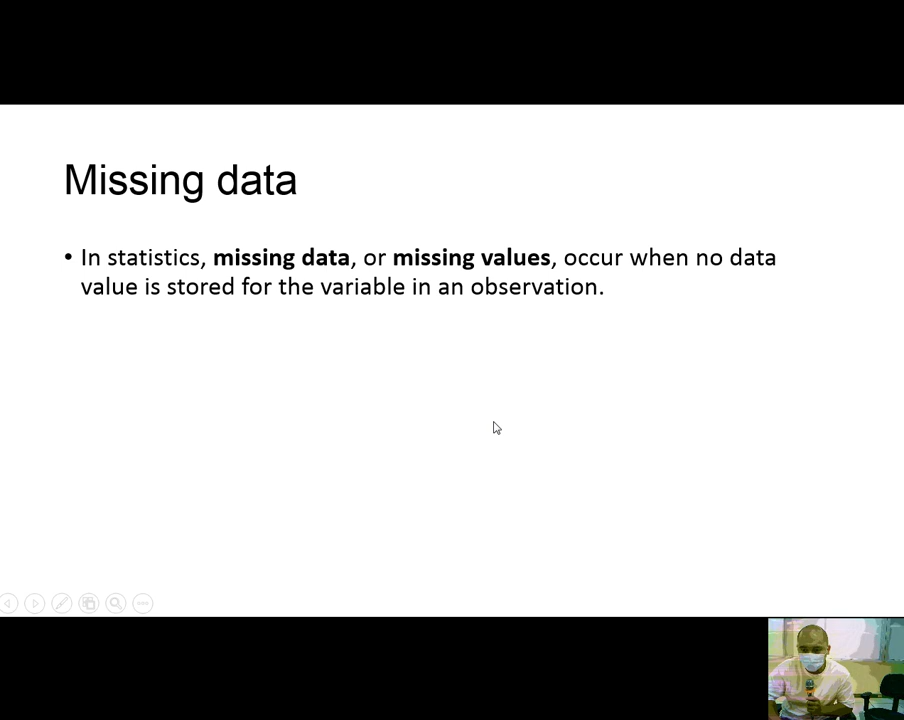 Missing data
• In statistics, missing data, or missing values, occur when no data
value is stored for the variable in an observation.